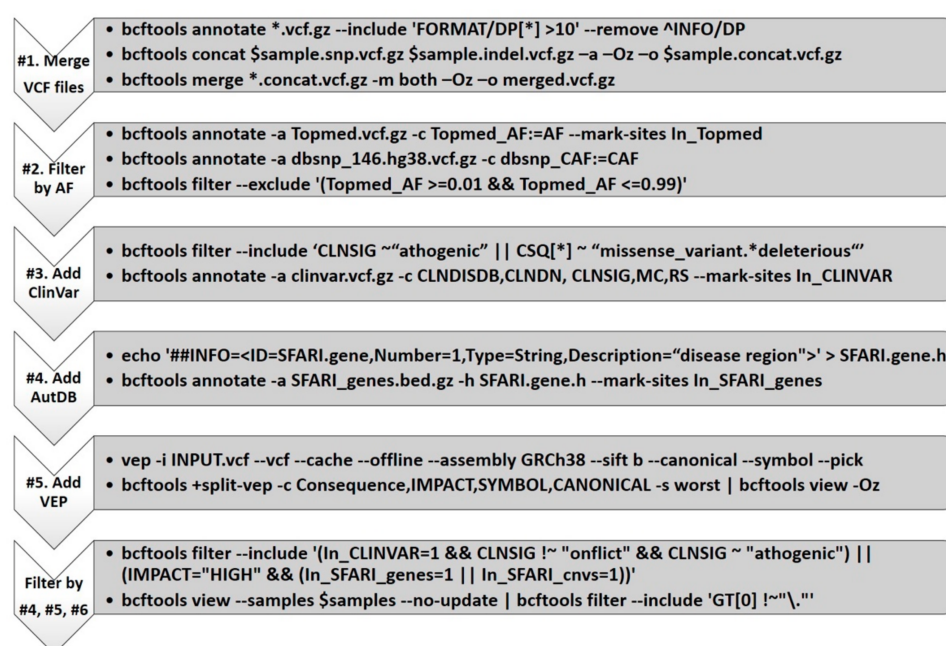 #1. Merge
VCF files
• bcftools annotate *.vcf.gz --include 'FORMAT/DP[*] >10' --remove ^INFO/DP
• bcftools concat $sample.snp.vcf.gz $sample.indel.vcf.gz –a –Oz –o $sample.concat.vcf.gz
• bcftools merge *.concat.vcf.gz -m both –Oz –o merged.vcf.gz
#2. Filter
by AF
• bcftools annotate -a Topmed.vcf.gz -c Topmed_AF:=AF --mark-sites In_Topmed
• bcftools annotate -a dbsnp_146.hg38.vcf.gz -c dbsnp_CAF:=CAF
• bcftools filter --exclude '(Topmed_AF >=0.01 && Topmed_AF <=0.99)'
#3. Add
ClinVar
• bcftools filter --include ‘CLNSIG ~“athogenic” || CSQ[*] ~ “missense_variant.*deleterious“’
• bcftools annotate -a clinvar.vcf.gz -c CLNDISDB,CLNDN, CLNSIG,MC,RS --mark-sites In_CLINVAR
#4. Add
AutDB
• echo '##INFO=<ID=SFARI.gene,Number=1,Type=String,Description=“disease region">' > SFARI.gene.h
• bcftools annotate -a SFARI_genes.bed.gz -h SFARI.gene.h --mark-sites In_SFARI_genes
#5. Add
VEP
• vep -i INPUT.vcf --vcf --cache --offline --assembly GRCh38 --sift b --canonical --symbol --pick
• bcftools +split-vep -c Consequence,IMPACT,SYMBOL,CANONICAL -s worst | bcftools view -Oz
Filter by
#4, #5, #6
• bcftools filter --include '(In_CLINVAR=1 && CLNSIG !~ "onflict" && CLNSIG ~ "athogenic") ||
(IMPACT="HIGH" && (In_SFARI_genes=1 || In_SFARI_cnvs=1))'
• bcftools view --samples $samples --no-update | bcftools filter --include 'GT[0] !~"\."'